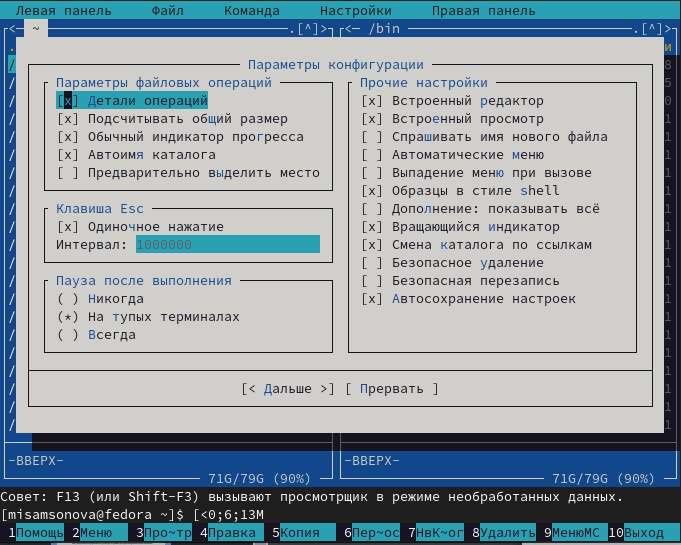 Левая панель Файл Команда Настройки Правая панель
<─ ~ .[^]> <─ /bin .[^]>
Параметры конфигурации
Параметры файловых операций
[x] Детали операций
[x] Подсчитывать общий размер
[x] Обычный индикатор прогресса
[x] Автоимя каталога
[ ] Предварительно выделить место
Клавиша Esc
[x] Одиночное нажатие
Интервал: 1000000
Пауза после выполнения
( ) Никогда
(*) На тупых терминалах
( ) Всегда
Прочие настройки
[x] Встроенный редактор
[x] Встроенный просмотр
[ ] Спрашивать имя нового файла
[ ] Автоматические меню
[ ] Выпадение меню при вызове
[x] Образцы в стиле shell
[ ] Дополнение: показывать всё
[x] Вращающийся индикатор
[x] Смена каталога по ссылкам
[ ] Безопасное удаление
[ ] Безопасная перезапись
[x] Автосохранение настроек
[< Дальше >] [ Прервать ]
-ВВЕРХ- -ВВЕРХ-
71G/79G (90%) 71G/79G (90%)
Совет: F13 (или Shift-F3) вызывают просмотрщик в режиме необработанных данных.
[misamsonova@fedora ~]$ [<0;6;13M
1Помощь 2Меню 3Про~тр 4Правка 5Копия 6Пер~ос 7НвК~ог 8Удалить 9МенюMC 10Выход